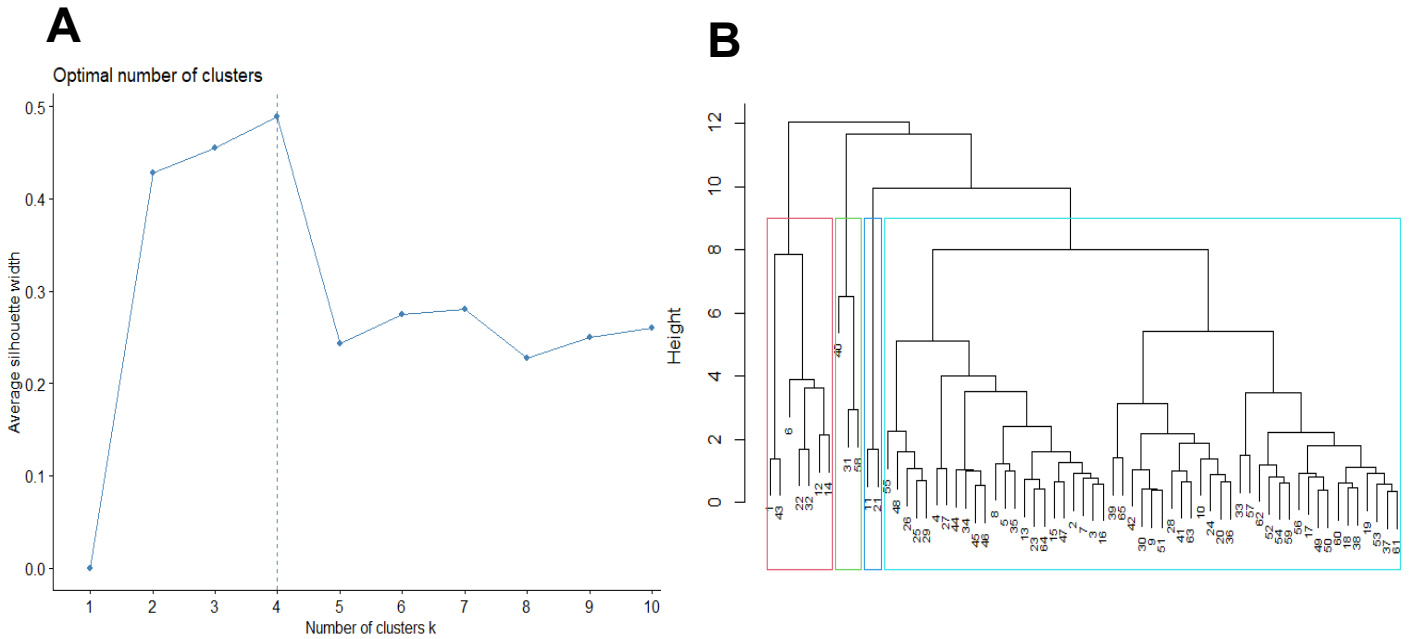 A
Optimal number of clusters
Average silhouette width
0.5
0.4
0.3
0.2
0.1
0.0
1 2 3 4 5 6 7 8 9 10
Number of clusters k
B
Height
12
10
8
6
4
2
0
1 43 6 22 32 12 14 40 31 58 11 21 55 48 26 25 29 4 27 44 34 45 46 8 5 35 13 23 64 15 47 2 7 3 16 39 65 42 30 9 51 28 41 63 10 24 20 36 33 57 62 52 54 59 56 17 49 50 60 18 38 19 53 37 61